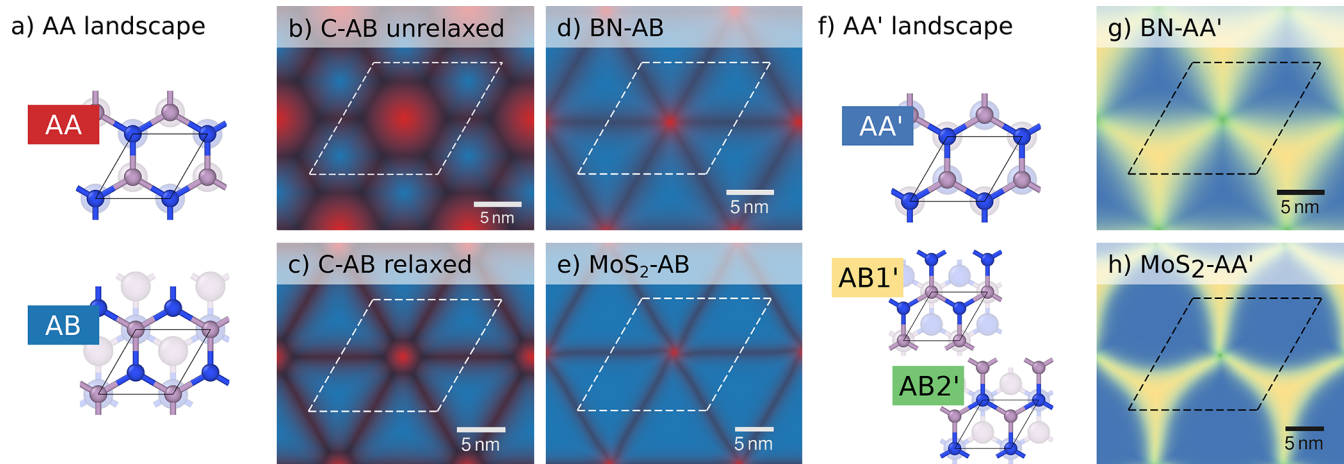 a) AA landscape
AA
AB
b) C-AB unrelaxed
5 nm
c) C-AB relaxed
5 nm
d) BN-AB
5 nm
e) MoS₂-AB
5 nm
f) AA' landscape
AA'
AB1'
AB2'
g) BN-AA'
5 nm
h) MoS₂-AA'
5 nm